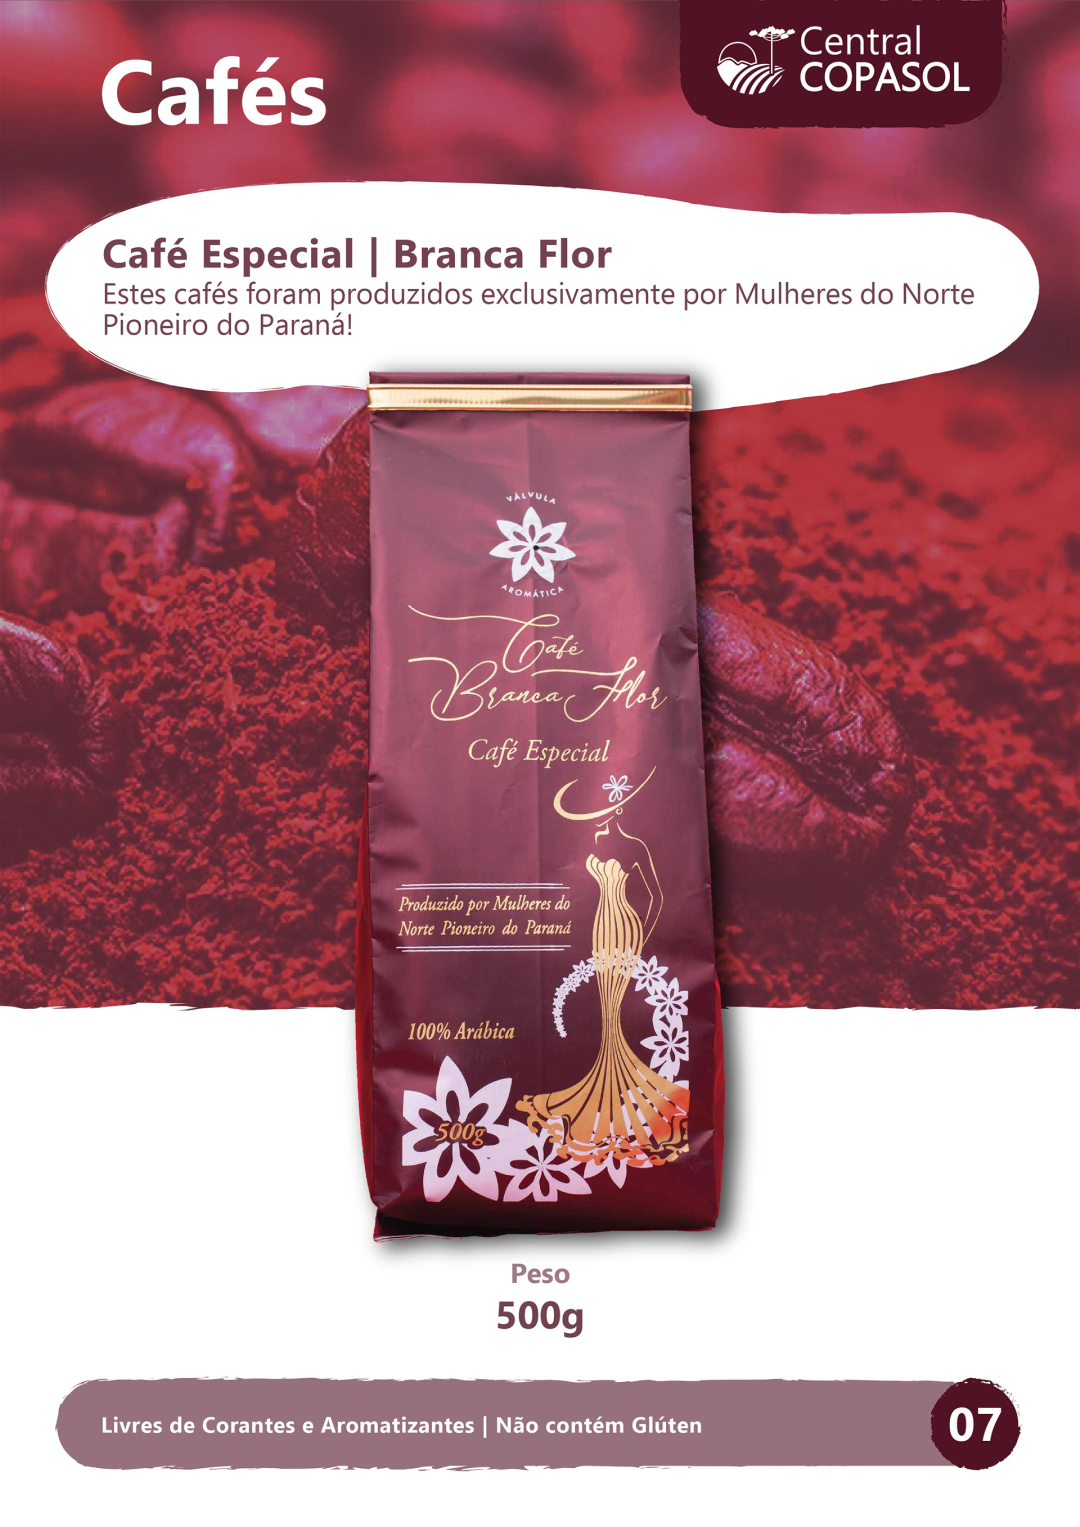 Cafés
Central
COPASOL
Café Especial | Branca Flor
Estes cafés foram produzidos exclusivamente por Mulheres do Norte
Pioneiro do Paraná!
VÁLVULA
AROMÁTICA
Café
Branca Flor
Café Especial
Produzido por Mulheres do
Norte Pioneiro do Paraná
100% Arábica
500g
Peso
500g
Livres de Corantes e Aromatizantes | Não contém Glúten
07